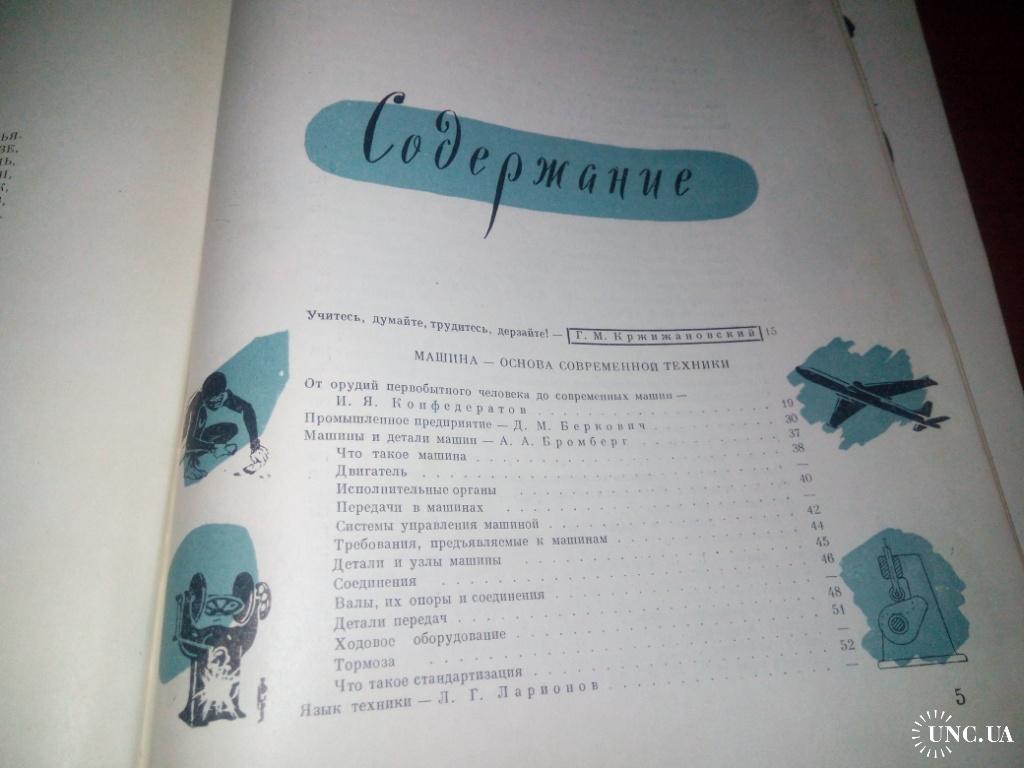 ЬЯ-
ЗЕ,
Содержание
Учитесь, думайте, трудитесь, дерзайте! — Г. М. Кржижановский 15
МАШИНА — ОСНОВА СОВРЕМЕННОЙ ТЕХНИКИ
От орудий первобытного человека до современных машин —
И. Я. Конфедератов . . . . . . . . . . 19
Промышленное предприятие — Д. М. Беркович . . . . . . . . . . 30
Машины и детали машин — А. А. Бромберг . . . . . . . . . . 37
Что такое машина . . . . . . . . . . 38
Двигатель . . . . . . . . . . —
Исполнительные органы . . . . . . . . . . 40
Передачи в машинах . . . . . . . . . . —
Системы управления машиной . . . . . . . . . . 42
Требования, предъявляемые к машинам . . . . . . . . . . 44
Детали и узлы машины . . . . . . . . . . 45
Соединения . . . . . . . . . . 46
Валы, их опоры и соединения . . . . . . . . . . —
Детали передач . . . . . . . . . . 48
Ходовое оборудование . . . . . . . . . . 51
Тормоза . . . . . . . . . . —
Что такое стандартизация . . . . . . . . . . 52
Язык техники — Л. Г. Ларионов . . . . . . . . . . —
5
UNC.UA